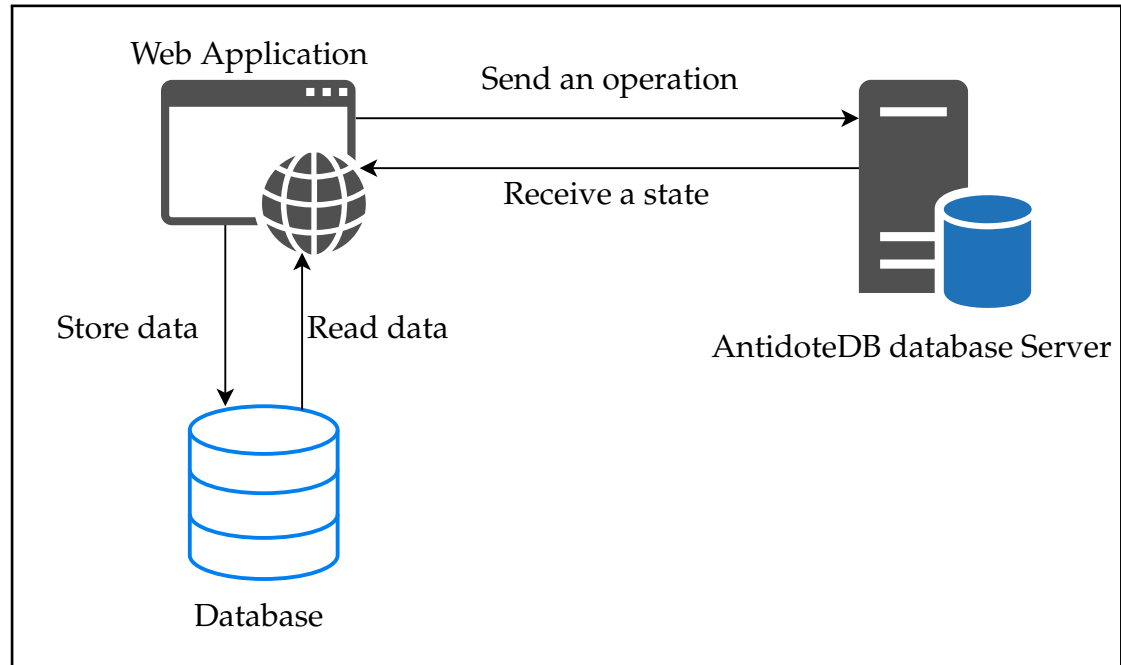 Web Application
Send an operation
Receive a state
Store data
Read data
AntidoteDB database Server
Database